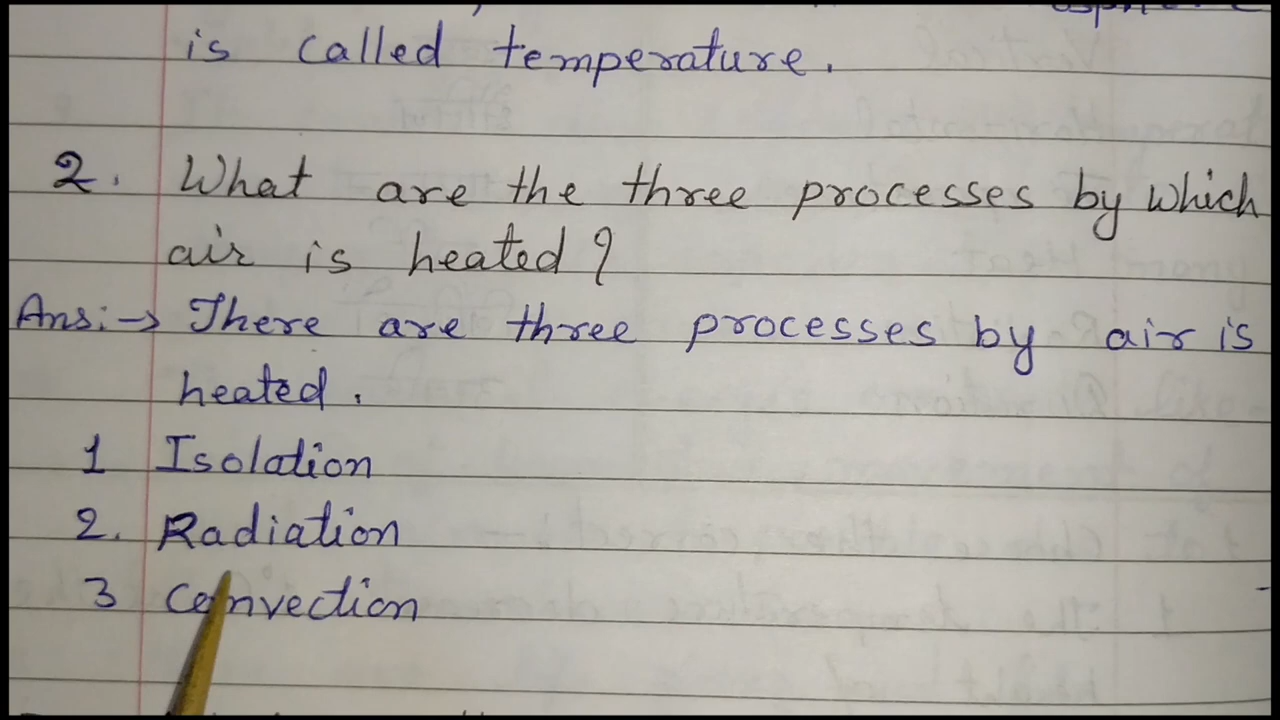 is called temperature.
2. What are the three processes by which
air is heated?
Ans:→ There are three processes by air is
heated.
1 Isolation
2. Radiation
3 Convection